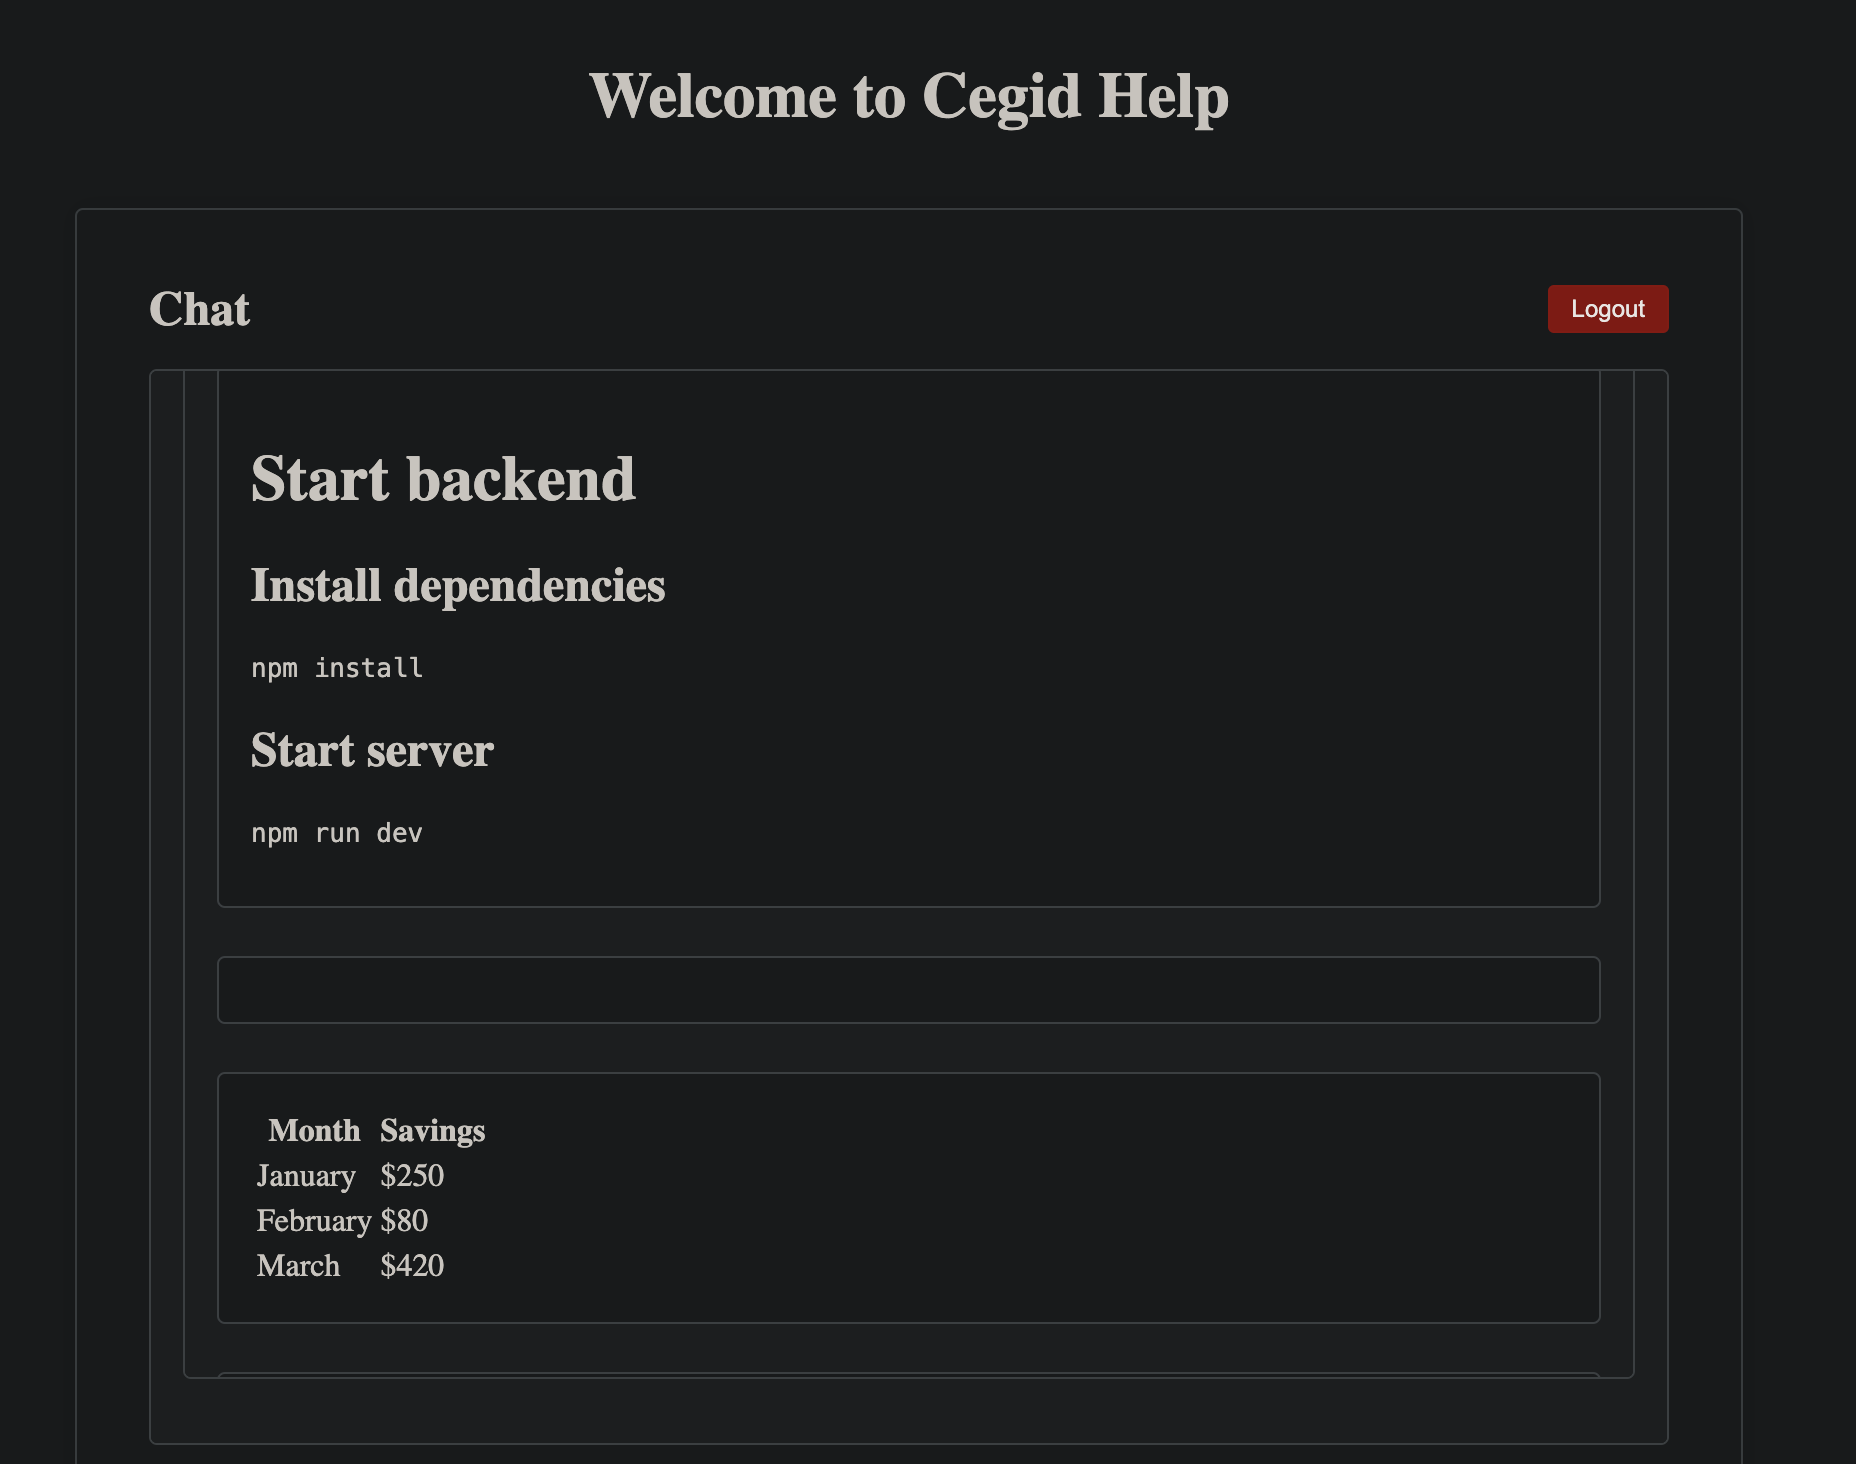 Welcome to Cegid Help
Chat
Logout
Start backend
Install dependencies
npm install
Start server
npm run dev
Month Savings
January $250
February $80
March $420